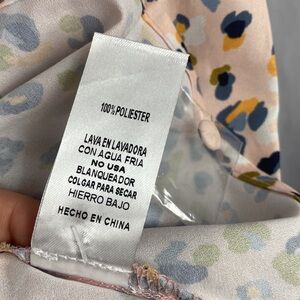 100% POLIESTER
LAVA EN LAVADORA
CON AGUA FRIA
NO USA
BLANQUEADOR
COLGAR PARA SECAR
HIERRO BAJO
HECHO EN CHINA